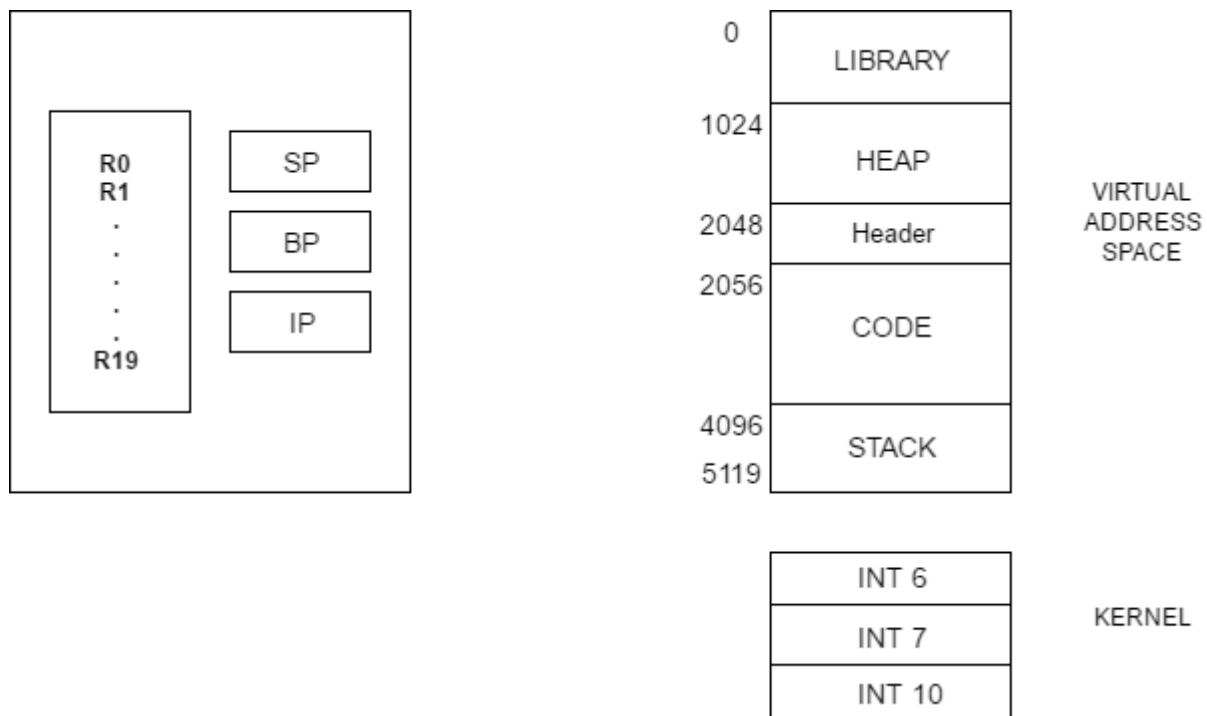 R0
R1
.
.
.
.
.
R19
SP
BP
IP
0
LIBRARY
1024
HEAP
2048
Header
2056
CODE
4096
STACK
5119
VIRTUAL
ADDRESS
SPACE
INT 6
INT 7
INT 10
KERNEL